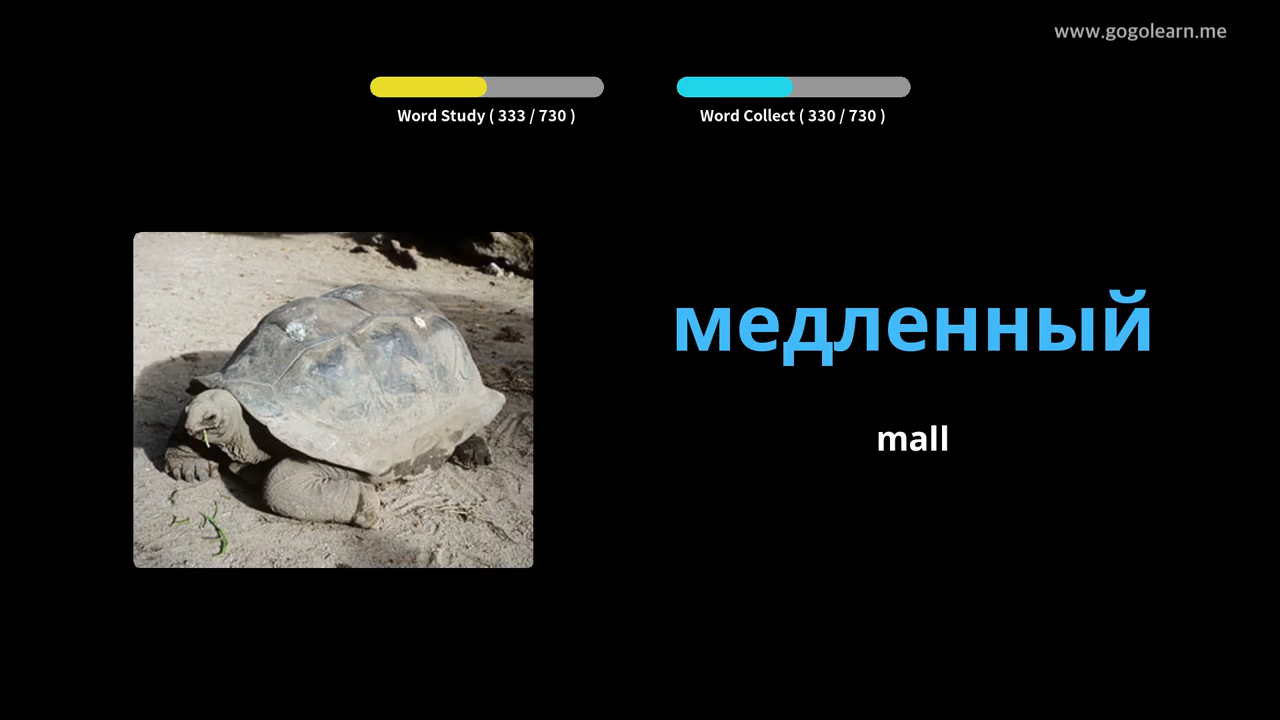 www.gogolearn.me
Word Study ( 333 / 730 )
Word Collect ( 330 / 730 )
медленный
mall